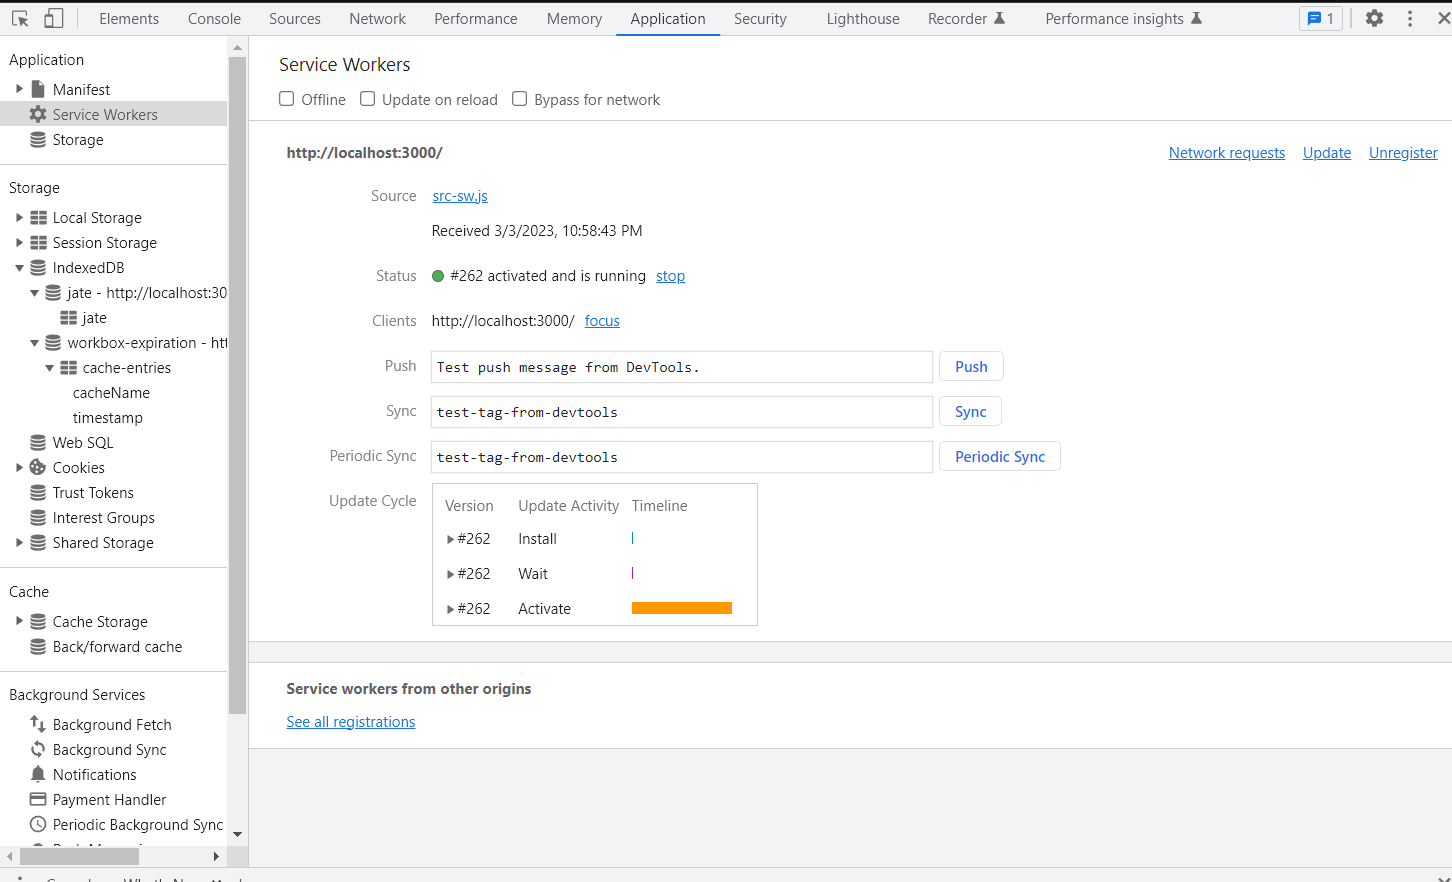 Elements Console Sources Network Performance Memory Application Security Lighthouse Recorder Performance insights 1
Application
Manifest
Service Workers
Storage
Storage
Local Storage
Session Storage
IndexedDB
jate - http://localhost:30
jate
workbox-expiration - ht
cache-entries
cacheName
timestamp
Web SQL
Cookies
Trust Tokens
Interest Groups
Shared Storage
Cache
Cache Storage
Back/forward cache
Background Services
Background Fetch
Background Sync
Notifications
Payment Handler
Periodic Background Sync
Service Workers
Offline Update on reload Bypass for network
http://localhost:3000/ Network requests Update Unregister
Source src-sw.js
Received 3/3/2023, 10:58:43 PM
Status #262 activated and is running stop
Clients http://localhost:3000/ focus
Push Test push message from DevTools. Push
Sync test-tag-from-devtools Sync
Periodic Sync test-tag-from-devtools Periodic Sync
Update Cycle Version Update Activity Timeline
#262 Install
#262 Wait
#262 Activate
Service workers from other origins
See all registrations